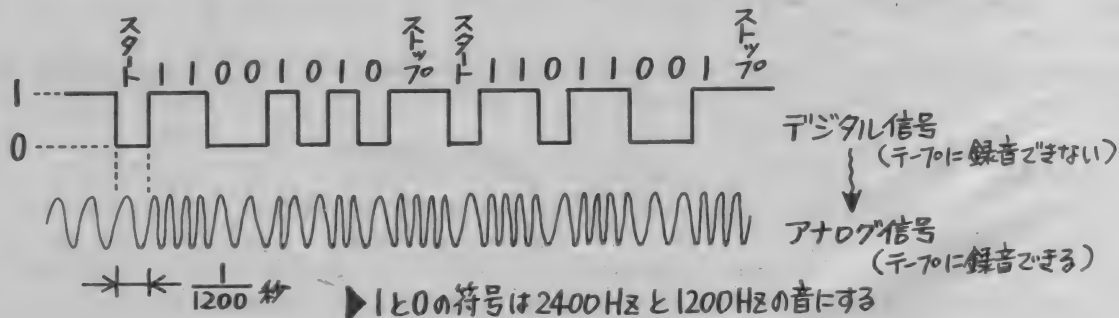 スタート 1 1 0 0 1 0 1 0 ストップ スタート 1 1 0 1 1 0 0 1 ストップ
1
0
デジタル信号
(テープに録音できない)
アナログ信号
(テープに録音できる)
1/1200 秒
▶1と0の符号は2400Hzと1200Hzの音にする